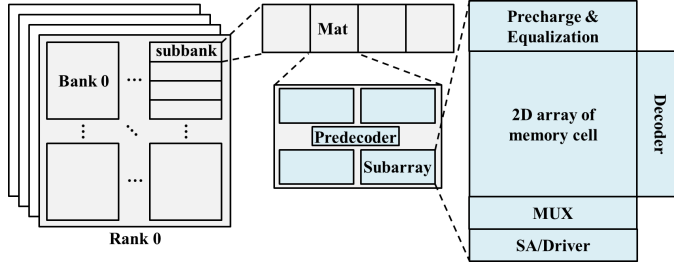 Bank 0
subbank
Rank 0
Mat
Predecoder
Subarray
Precharge &
Equalization
2D array of
memory cell
Decoder
MUX
SA/Driver